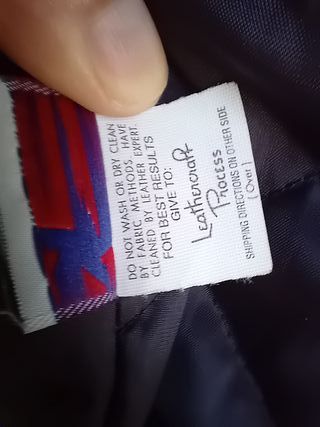 DO NOT WASH OR DRY CLEAN
BY FABRIC METHODS. HAVE
CLEANED BY LEATHER EXPERT.
FOR BEST RESULTS
GIVE TO:
Leathercraft
Process
SHIPPING DIRECTIONS ON OTHER SIDE
(Over)